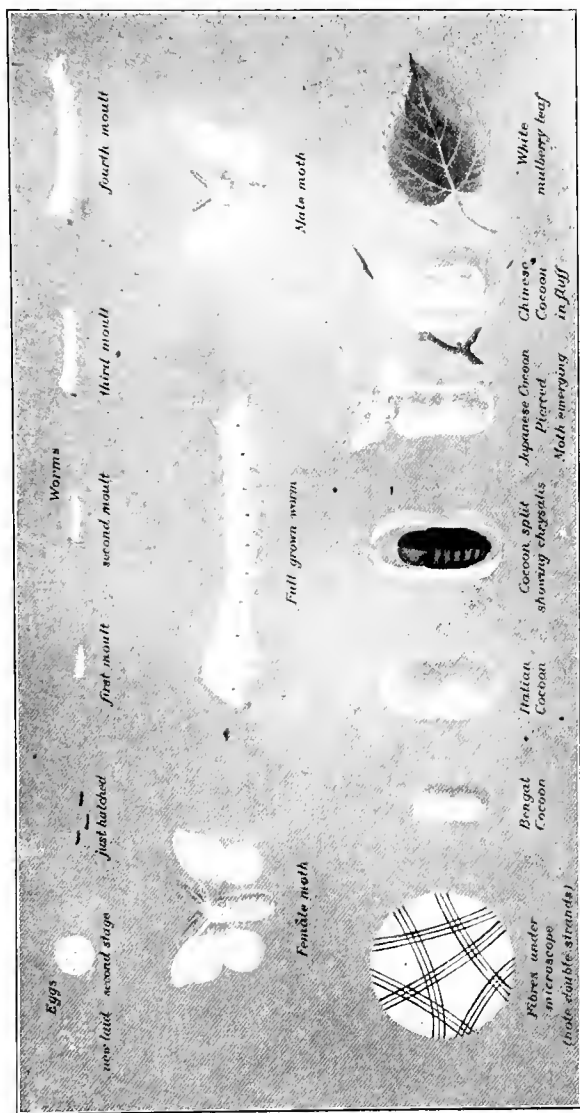 Eggs
new laid second stage
just hatched
Worms
first moult
second moult
third moult
fourth moult
Female moth
Full grown worm
Male moth
Fibres under
microscope
(note double strands)
Bengal
Cocoon
Italian
Cocoon
Cocoon split
showing chrysalis
Japanese Cocoon
Pierced
Moth emerging
Chinese
Cocoon
in fluff
White
mulberry leaf